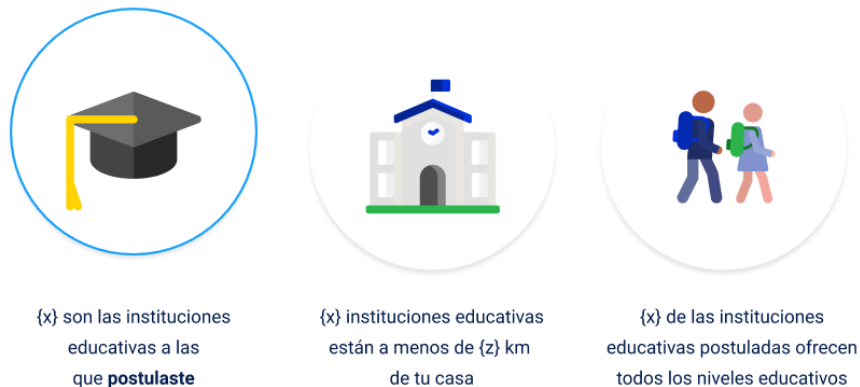 {x} son las instituciones
educativas a las
que postulaste
{x} instituciones educativas
están a menos de {z} km
de tu casa
{x} de las instituciones
educativas postuladas ofrecen
todos los niveles educativos